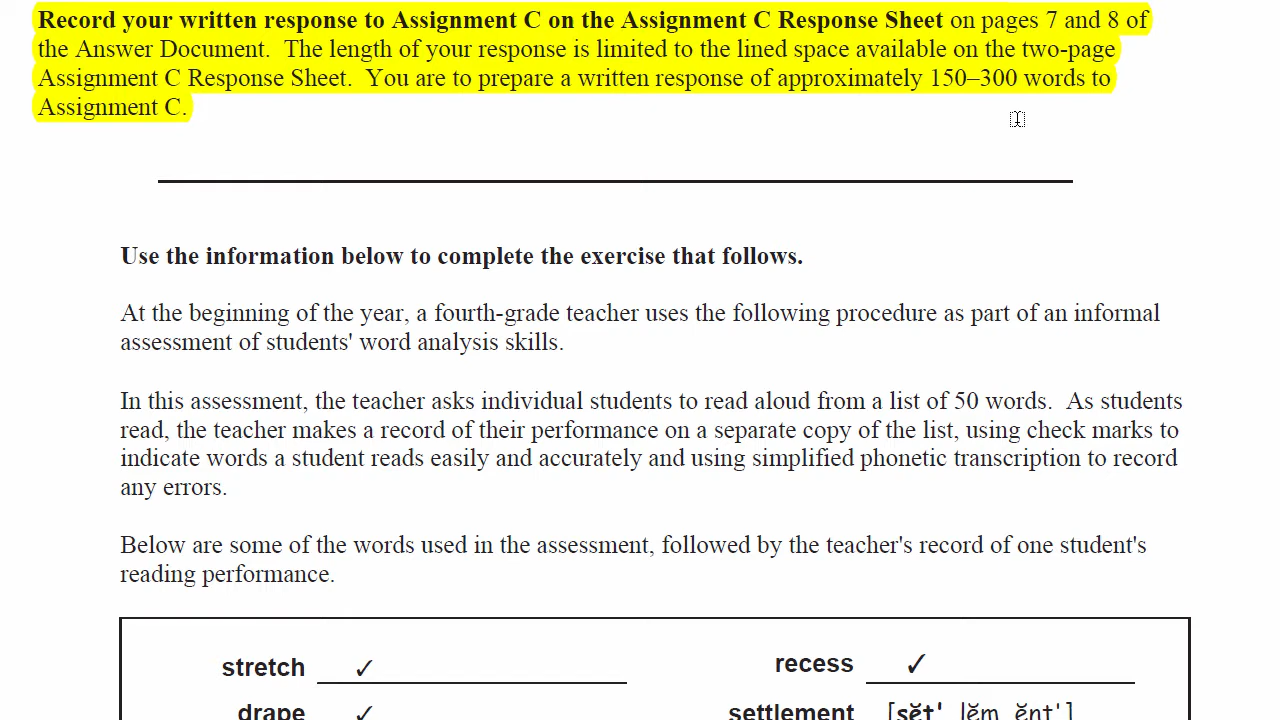 Record your written response to Assignment C on the Assignment C Response Sheet on pages 7 and 8 of
the Answer Document.  The length of your response is limited to the lined space available on the two-page
Assignment C Response Sheet.  You are to prepare a written response of approximately 150–300 words to
Assignment C.
Use the information below to complete the exercise that follows.
At the beginning of the year, a fourth-grade teacher uses the following procedure as part of an informal
assessment of students' word analysis skills.
In this assessment, the teacher asks individual students to read aloud from a list of 50 words.  As students
read, the teacher makes a record of their performance on a separate copy of the list, using check marks to
indicate words a student reads easily and accurately and using simplified phonetic transcription to record
any errors.
Below are some of the words used in the assessment, followed by the teacher's record of one student's
reading performance.
stretch ✓ recess ✓
drape ✓ settlement [sĕt' lĕm ĕnt']